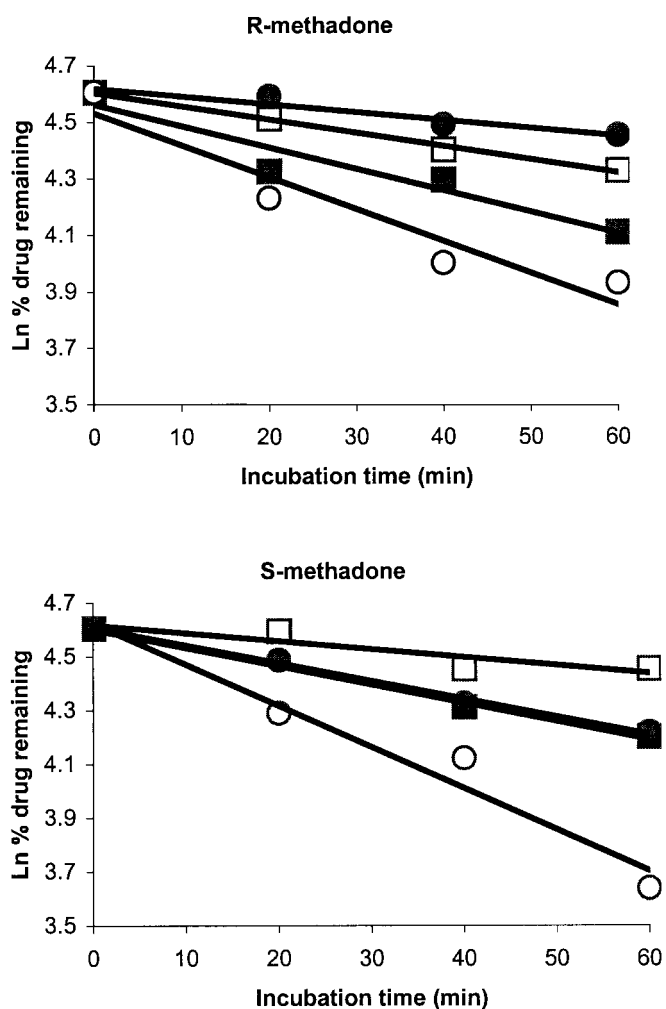 R-methadone
4.7
4.5
4.3
4.1
3.9
3.7
3.5
Ln % drug remaining
0 10 20 30 40 50 60
Incubation time (min)
S-methadone
4.7
4.5
4.3
4.1
3.9
3.7
3.5
Ln % drug remaining
0 10 20 30 40 50 60
Incubation time (min)